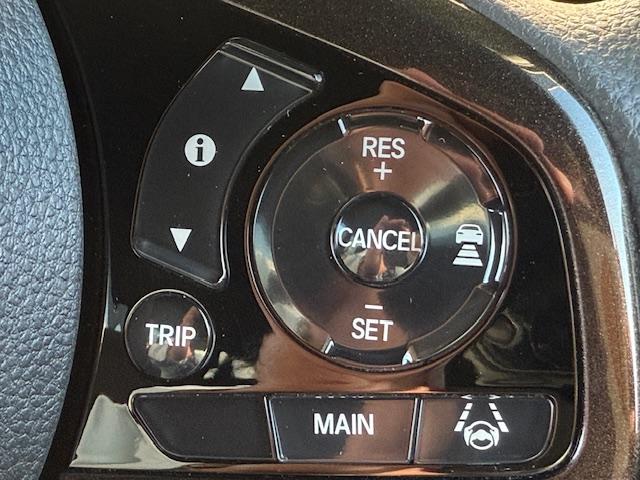 i
RES
+
CANCEL
−
SET
TRIP
MAIN